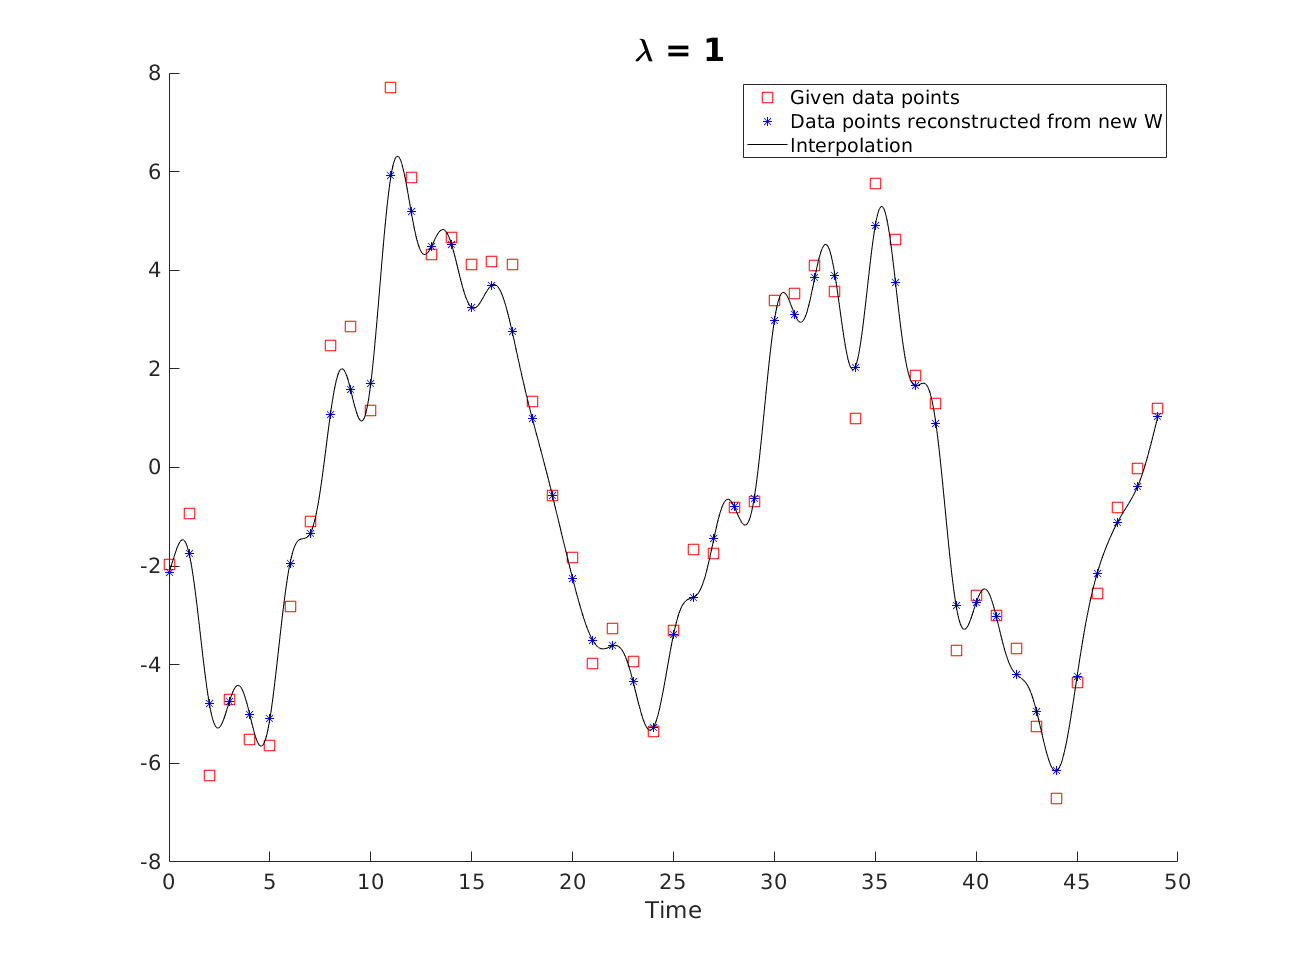 λ = 1
Given data points
Data points reconstructed from new W
Interpolation
8
6
4
2
0
-2
-4
-6
-8
0 5 10 15 20 25 30 35 40 45 50
Time